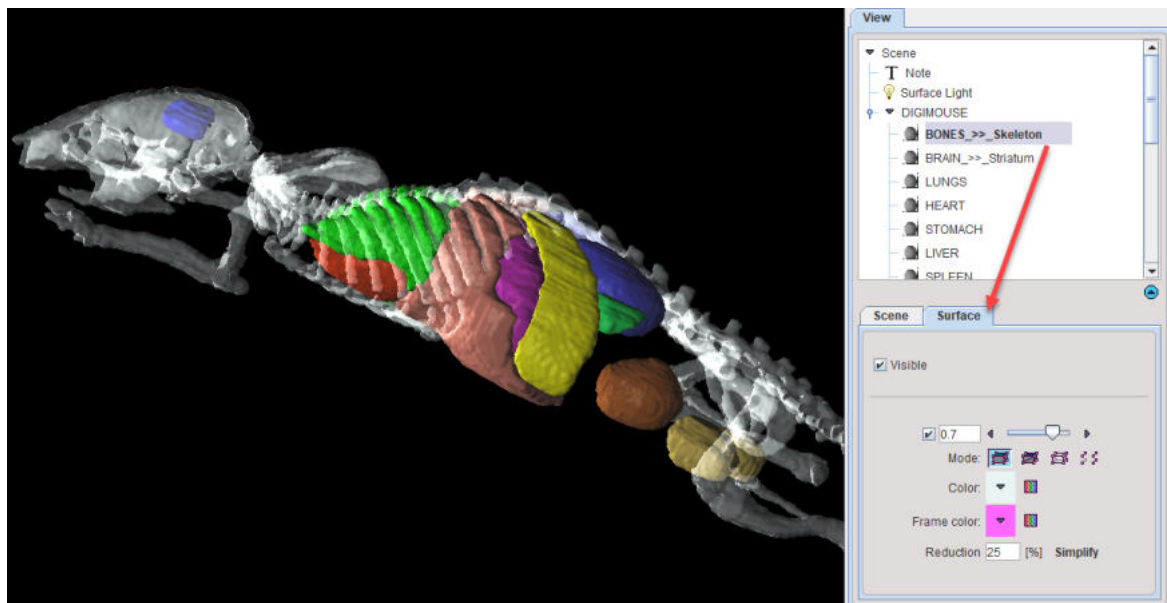 View
Scene
T Note
Surface Light
DIGIMOUSE
BONES_>>_Skeleton
BRAIN_>>_Striatum
LUNGS
HEART
STOMACH
LIVER
SPLEEN
Scene Surface
Visible
0.7
Mode:
Color:
Frame color:
Reduction 25 [%] Simplify